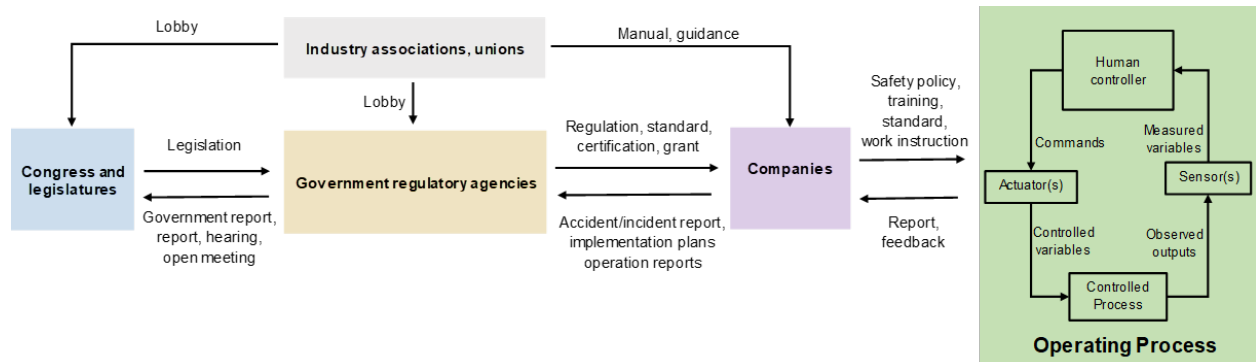 Lobby
Industry associations, unions
Manual, guidance
Lobby
Congress and
legislatures
Legislation
Government report,
report, hearing,
open meeting
Government regulatory agencies
Regulation, standard,
certification, grant
Accident/incident report,
implementation plans
operation reports
Companies
Safety policy,
training,
standard,
work instruction
Report,
feedback
Human
controller
Commands
Measured
variables
Actuator(s)
Sensor(s)
Controlled
variables
Observed
outputs
Controlled
Process
Operating Process